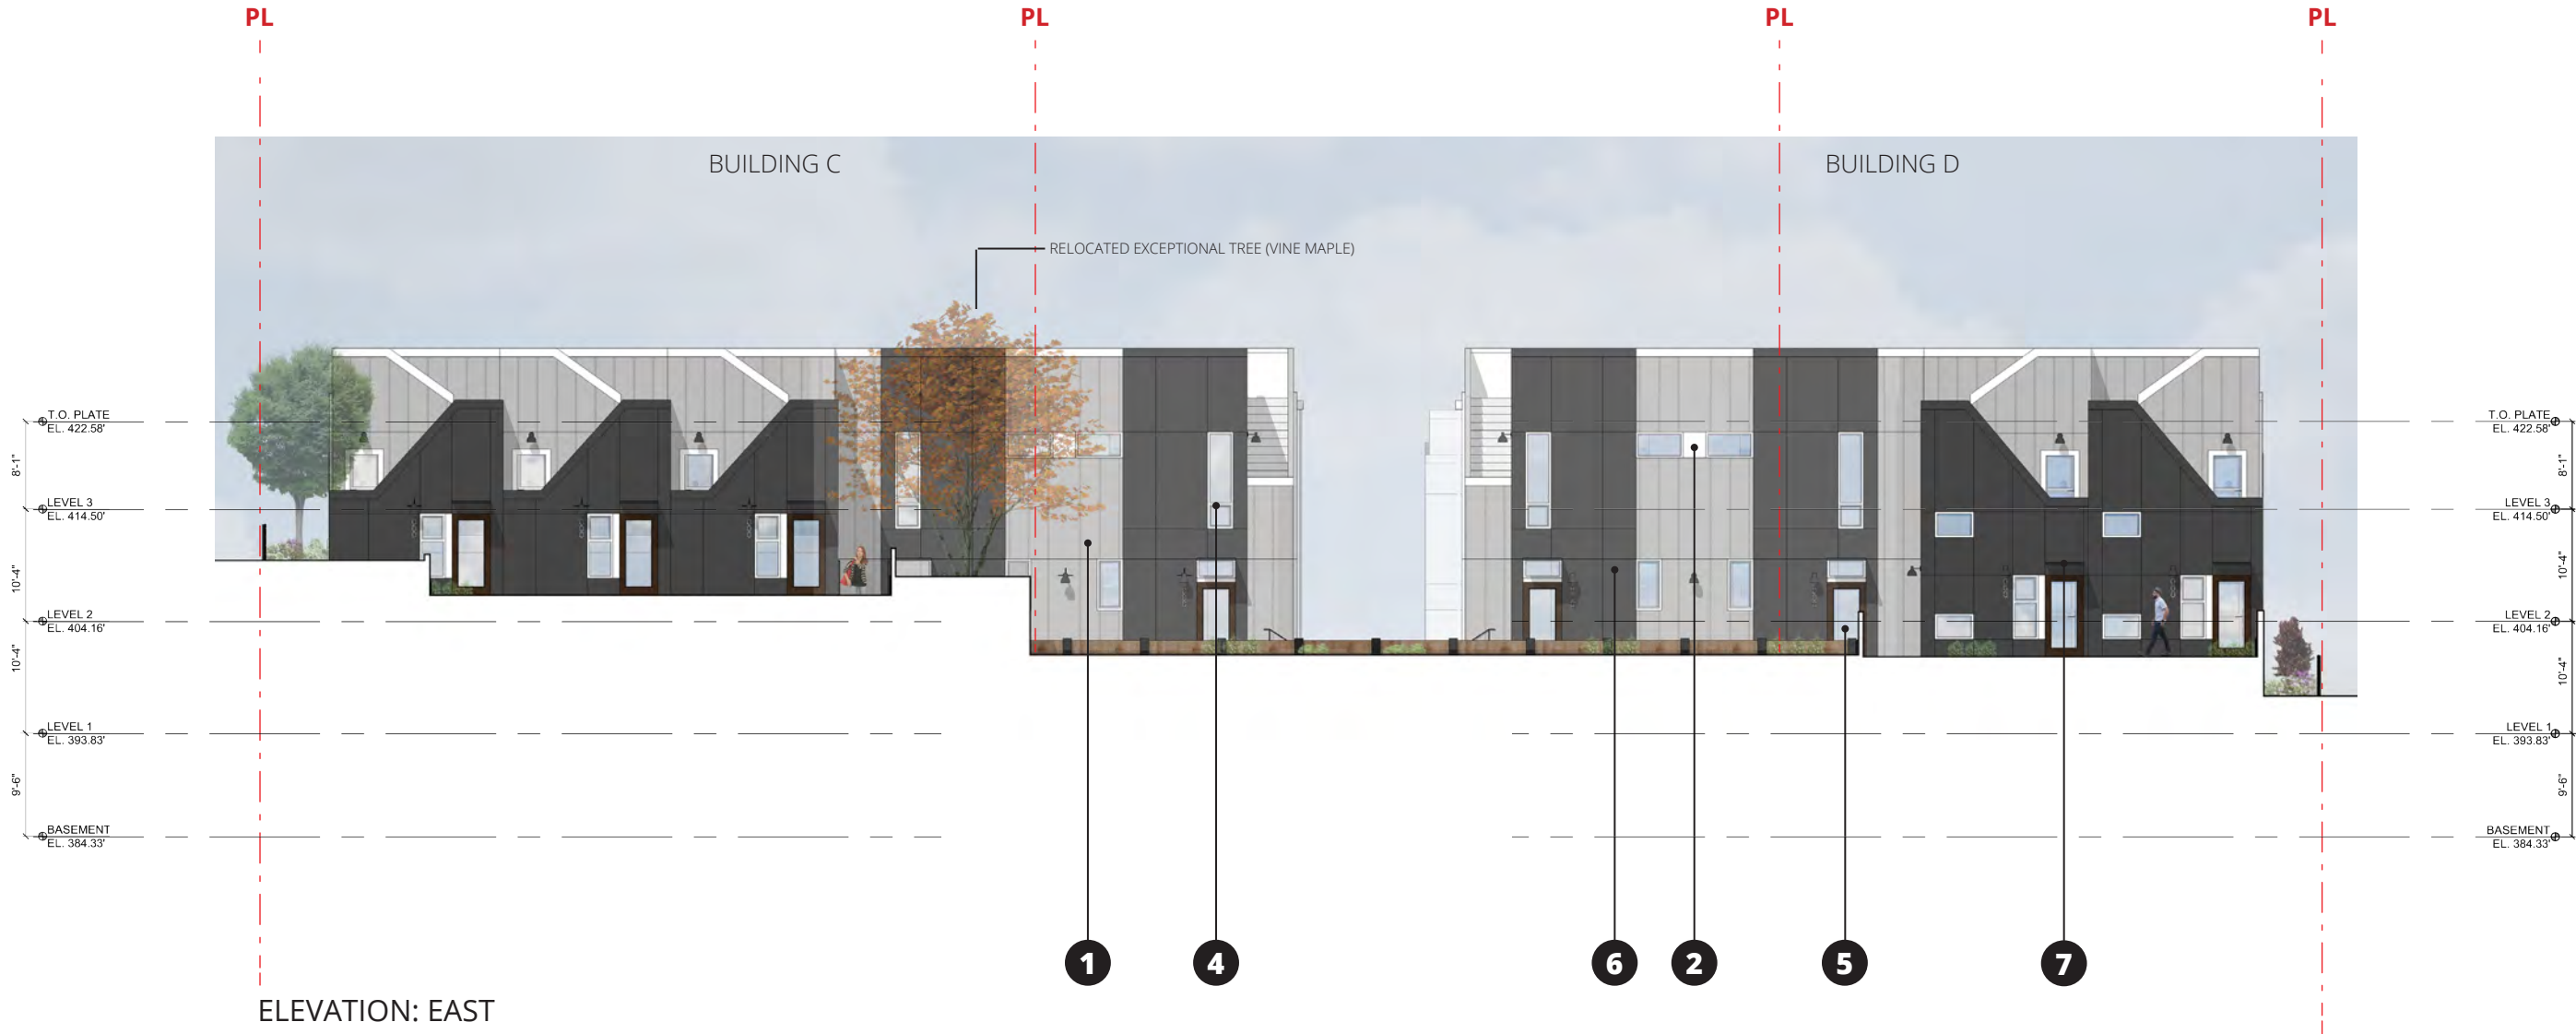 PL
PL
PL
PL
BUILDING C
BUILDING D
RELOCATED EXCEPTIONAL TREE (VINE MAPLE)
T.O. PLATE
EL. 422.58'
8'-1"
LEVEL 3
EL. 414.50'
10'-4"
LEVEL 2
EL. 404.16'
10'-4"
LEVEL 1
EL. 393.83'
9'-6"
BASEMENT
EL. 384.33'
T.O. PLATE
EL. 422.58'
8'-1"
LEVEL 3
EL. 414.50'
10'-4"
LEVEL 2
EL. 404.16'
10'-4"
LEVEL 1
EL. 393.83'
9'-6"
BASEMENT
EL. 384.33'
1
4
6
2
5
7
ELEVATION: EAST